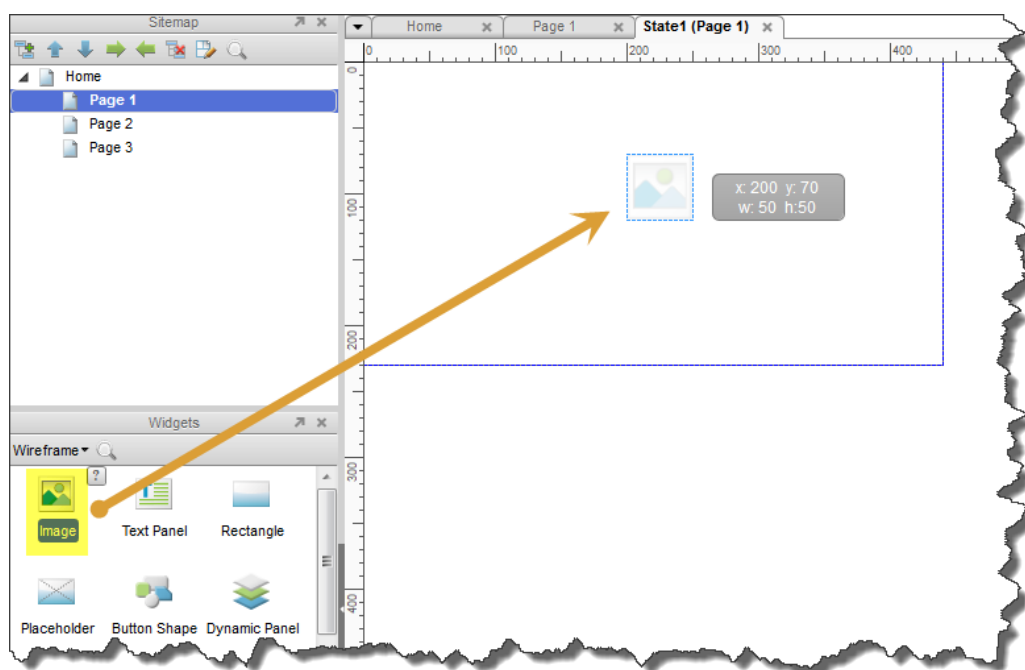 Sitemap
Home
Page 1
Page 2
Page 3
Home Page 1 State1 (Page 1)
0 100 200 300 400
0
100
200
300
400
x: 200 y: 70
w: 50 h:50
Widgets
Wireframe
?
Image Text Panel Rectangle
Placeholder Button Shape Dynamic Panel